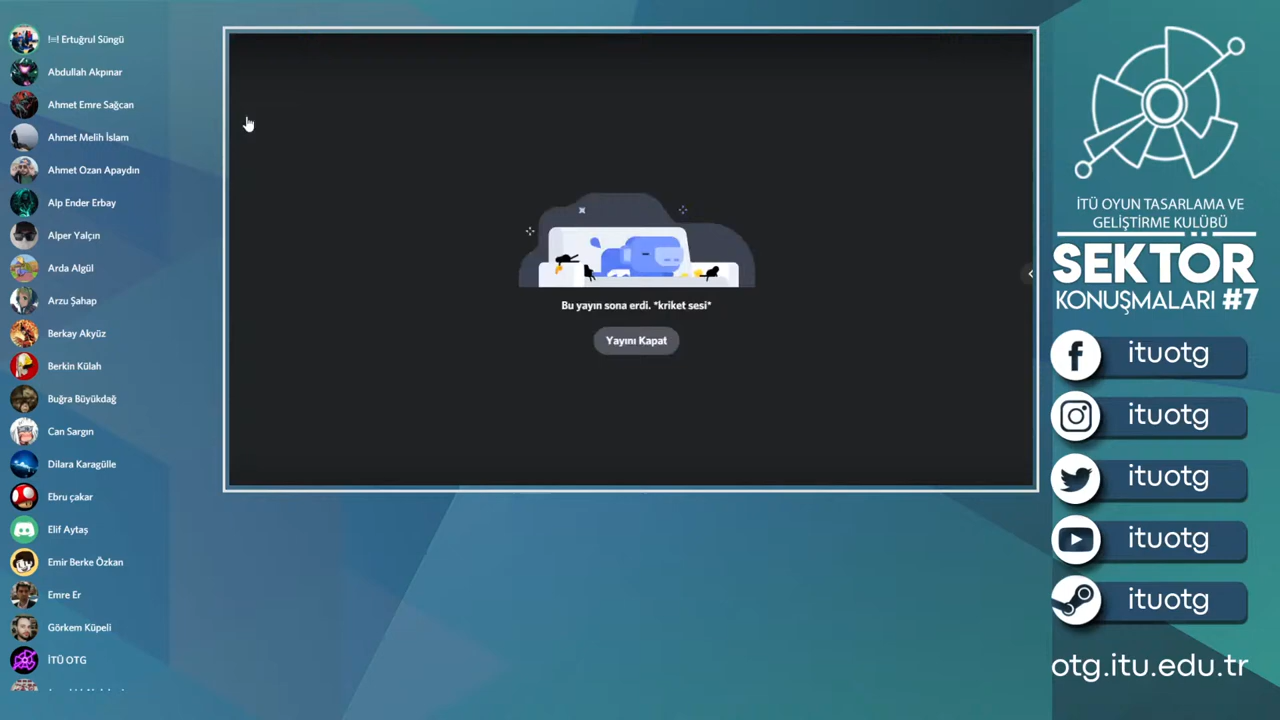 !=! Ertuğrul Süngü
Abdullah Akpınar
Ahmet Emre Sağcan
Ahmet Melih İslam
Ahmet Ozan Apaydın
Alp Ender Erbay
Alper Yalçın
Arda Algül
Arzu Şahap
Berkay Akyüz
Berkin Külah
Buğra Büyükdağ
Can Sargın
Dilara Karagülle
Ebru çakar
Elif Aytaş
Emir Berke Özkan
Emre Er
Görkem Küpeli
İTÜ OTG
Bu yayın sona erdi. *kriket sesi*
Yayını Kapat
İTÜ OYUN TASARLAMA VE
GELİŞTİRME KULÜBÜ
SEKTÖR
KONUŞMALARI #7
ituotg
ituotg
ituotg
ituotg
ituotg
otg.itu.edu.tr